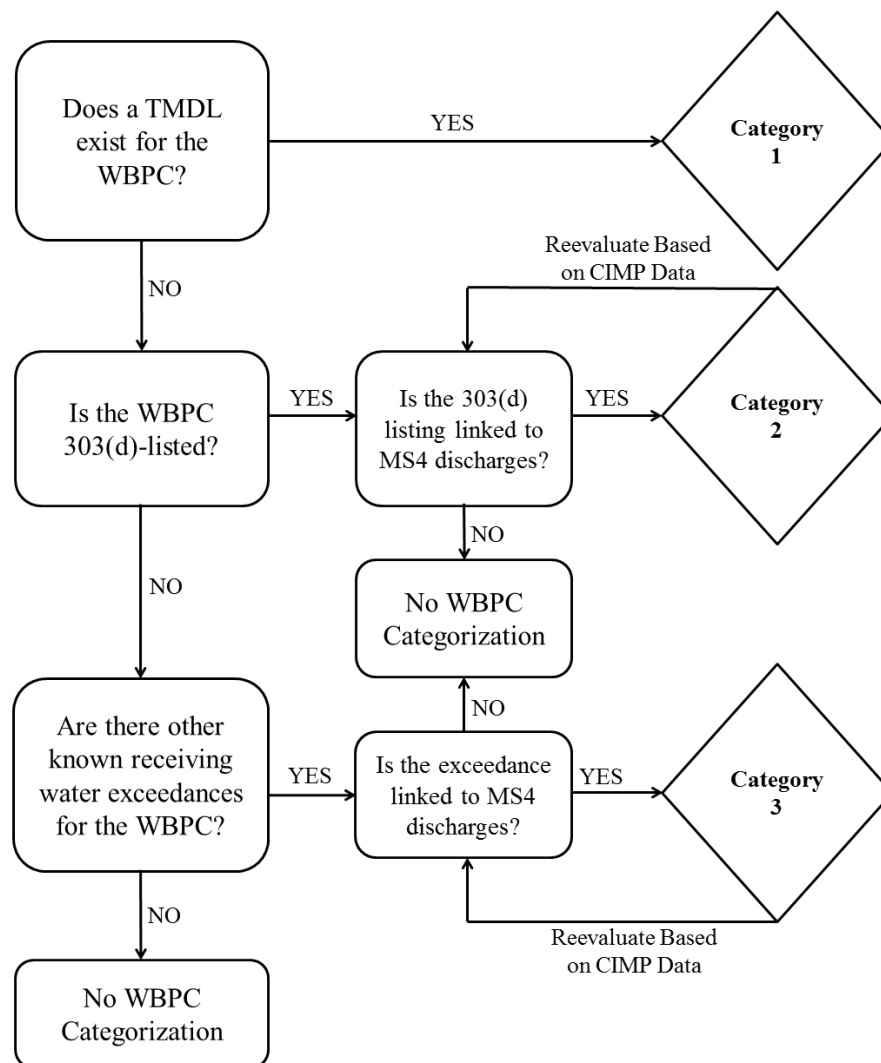 Does a TMDL
exist for the
WBPC?
YES
Category
1
NO
Reevaluate Based
on CIMP Data
Is the WBPC
303(d)-listed?
YES
Is the 303(d)
listing linked to
MS4 discharges?
YES
Category
2
NO
NO
No WBPC
Categorization
NO
Are there other
known receiving
water exceedances
for the WBPC?
YES
Is the exceedance
linked to MS4
discharges?
YES
Category
3
NO
Reevaluate Based
on CIMP Data
No WBPC
Categorization